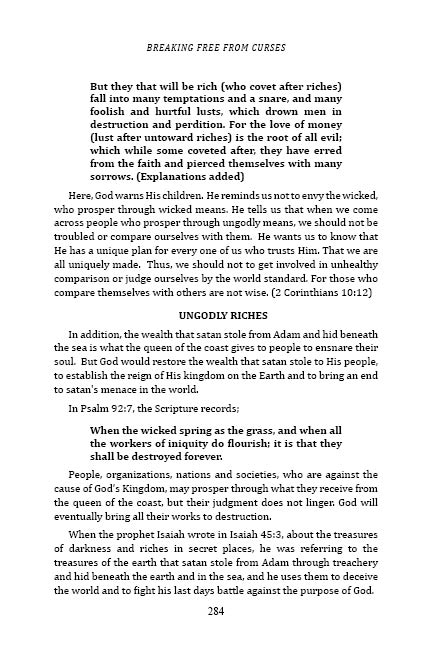 BREAKING FREE FROM CURSES
But they that will be rich (who covet after riches)
fall into many temptations and a snare, and many
foolish and hurtful lusts, which drown men in
destruction and perdition. For the love of money
(lust after untoward riches) is the root of all evil;
which while some coveted after, they have erred
from the faith and pierced themselves with many
sorrows. (Explanations added)
Here, God warns His children. He reminds us not to envy the wicked,
who prosper through wicked means. He tells us that when we come
across people who prosper through ungodly means, we should not be
troubled or compare ourselves with them. He wants us to know that
He has a unique plan for every one of us who trusts Him. That we are
all uniquely made. Thus, we should not to get involved in unhealthy
comparison or judge ourselves by the world standard. For those who
compare themselves with others are not wise. (2 Corinthians 10:12)
UNGODLY RICHES
In addition, the wealth that satan stole from Adam and hid beneath
the sea is what the queen of the coast gives to people to ensnare their
soul. But God would restore the wealth that satan stole to His people,
to establish the reign of His kingdom on the Earth and to bring an end
to satan's menace in the world.
In Psalm 92:7, the Scripture records;
When the wicked spring as the grass, and when all
the workers of iniquity do flourish; it is that they
shall be destroyed forever.
People, organizations, nations and societies, who are against the
cause of God's Kingdom, may prosper through what they receive from
the queen of the coast, but their judgment does not linger. God will
eventually bring all their works to destruction.
When the prophet Isaiah wrote in Isaiah 45:3, about the treasures
of darkness and riches in secret places, he was referring to the
treasures of the earth that satan stole from Adam through treachery
and hid beneath the earth and in the sea, and he uses them to deceive
the world and to fight his last days battle against the purpose of God.
284